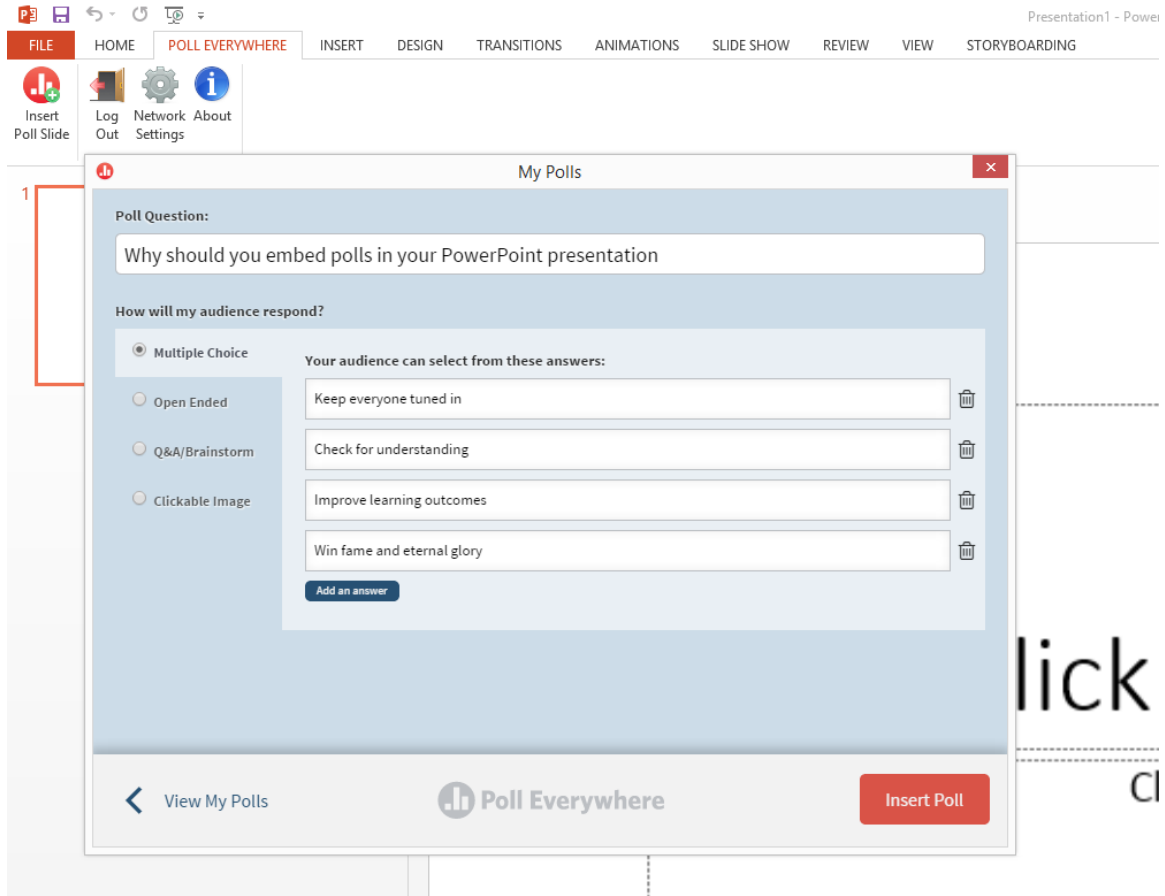 Presentation1 - Power
FILE HOME POLL EVERYWHERE INSERT DESIGN TRANSITIONS ANIMATIONS SLIDE SHOW REVIEW VIEW STORYBOARDING
Insert
Poll Slide
Log
Out
Network
Settings
About
1
My Polls
Poll Question:
Why should you embed polls in your PowerPoint presentation
How will my audience respond?
Multiple Choice
Open Ended
Q&A/Brainstorm
Clickable Image
Your audience can select from these answers:
Keep everyone tuned in
Check for understanding
Improve learning outcomes
Win fame and eternal glory
Add an answer
View My Polls
Poll Everywhere
Insert Poll
lick
Cl